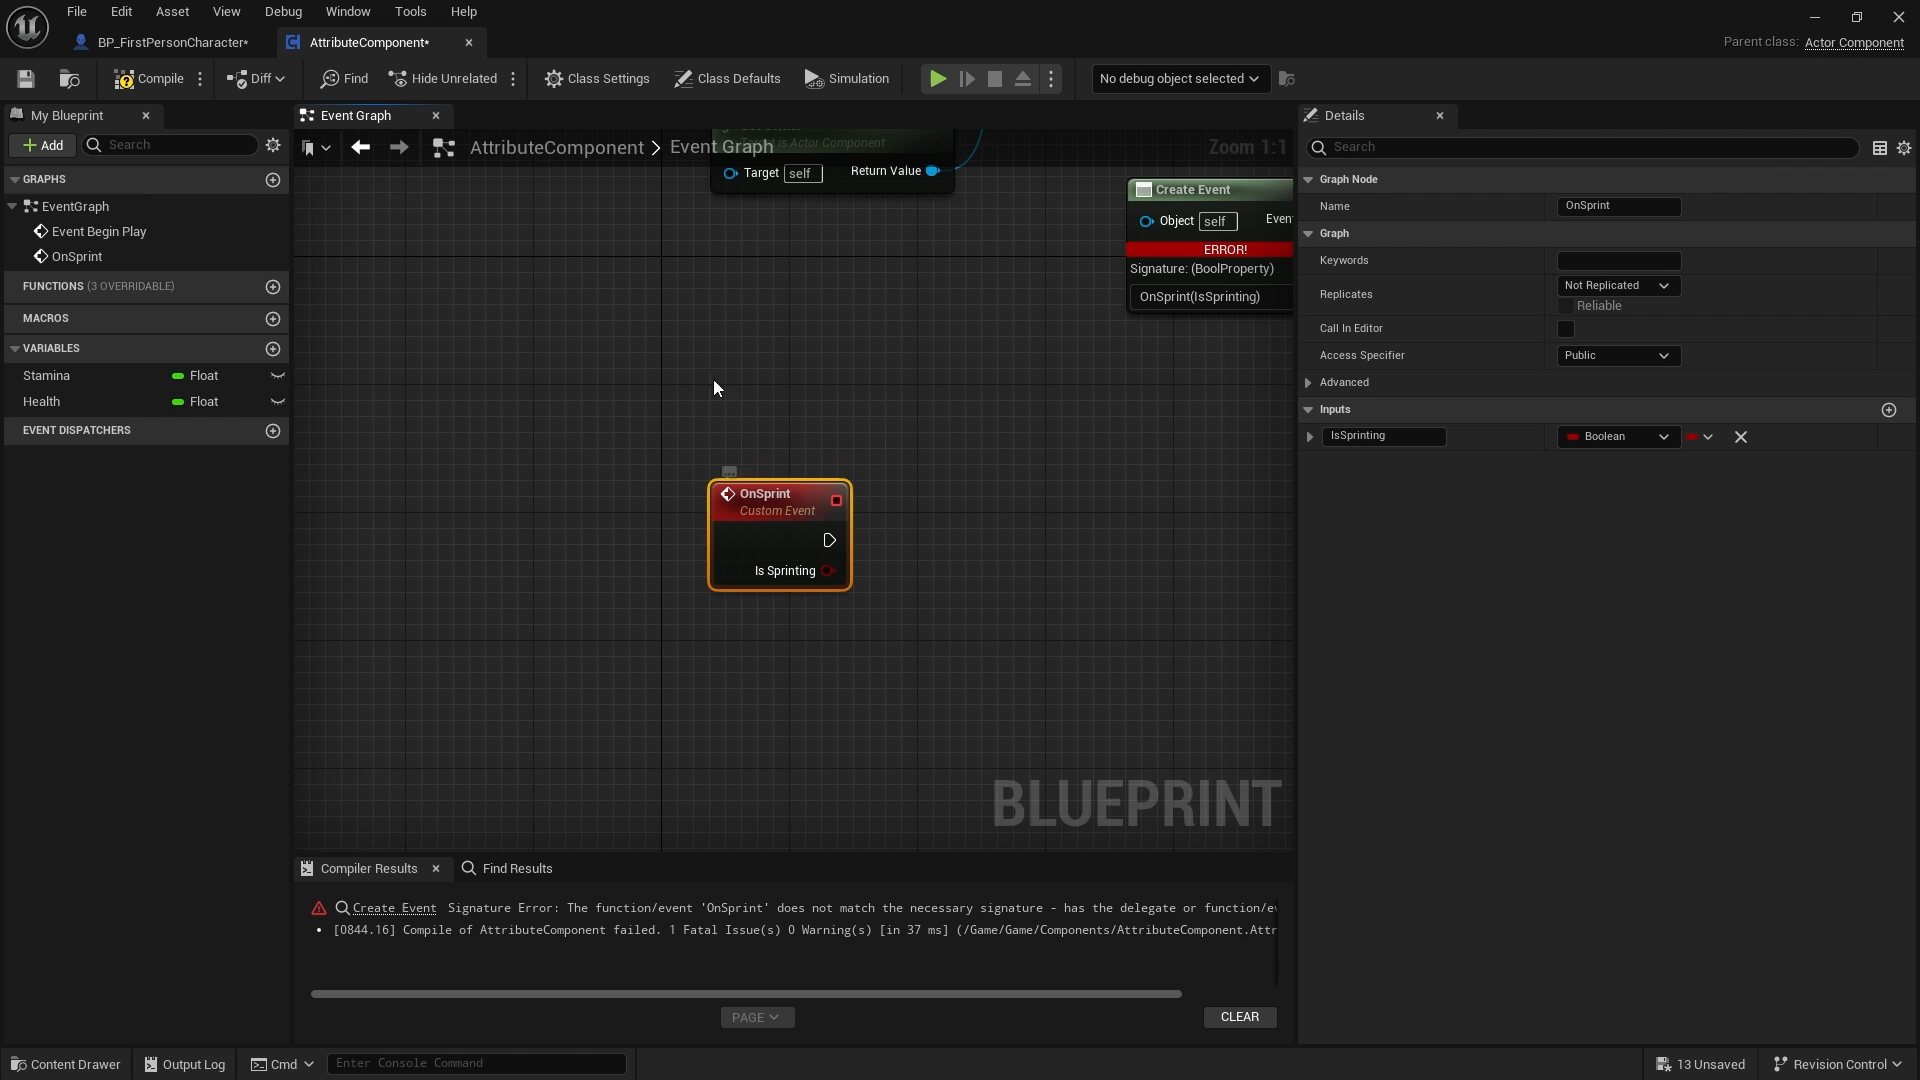 File Edit Asset View Debug Window Tools Help
BP_FirstPersonCharacter*
AttributeComponent*
Parent class: Actor Component
Compile
Diff
Find
Hide Unrelated
Class Settings
Class Defaults
Simulation
No debug object selected
My Blueprint
Event Graph
Details
Add
Search
AttributeComponent > Event Graph
Zoom 1:1
Search
GRAPHS
EventGraph
Event Begin Play
OnSprint
FUNCTIONS (3 OVERRIDABLE)
MACROS
VARIABLES
Stamina Float
Health Float
EVENT DISPATCHERS
Target is Actor Component
Target self Return Value
Create Event
Object self Event
ERROR!
Signature: (BoolProperty)
OnSprint(IsSprinting)
OnSprint
Custom Event
Is Sprinting
BLUEPRINT
Graph Node
Name OnSprint
Graph
Keywords
Replicates Not Replicated
Reliable
Call In Editor
Access Specifier Public
Advanced
Inputs
IsSprinting Boolean
Compiler Results
Find Results
Create Event Signature Error: The function/event 'OnSprint' does not match the necessary signature - has the delegate or function/ev
[0844.16] Compile of AttributeComponent failed. 1 Fatal Issue(s) 0 Warning(s) [in 37 ms] (/Game/Game/Components/AttributeComponent.Attr
PAGE
CLEAR
Content Drawer
Output Log
Cmd
Enter Console Command
13 Unsaved
Revision Control